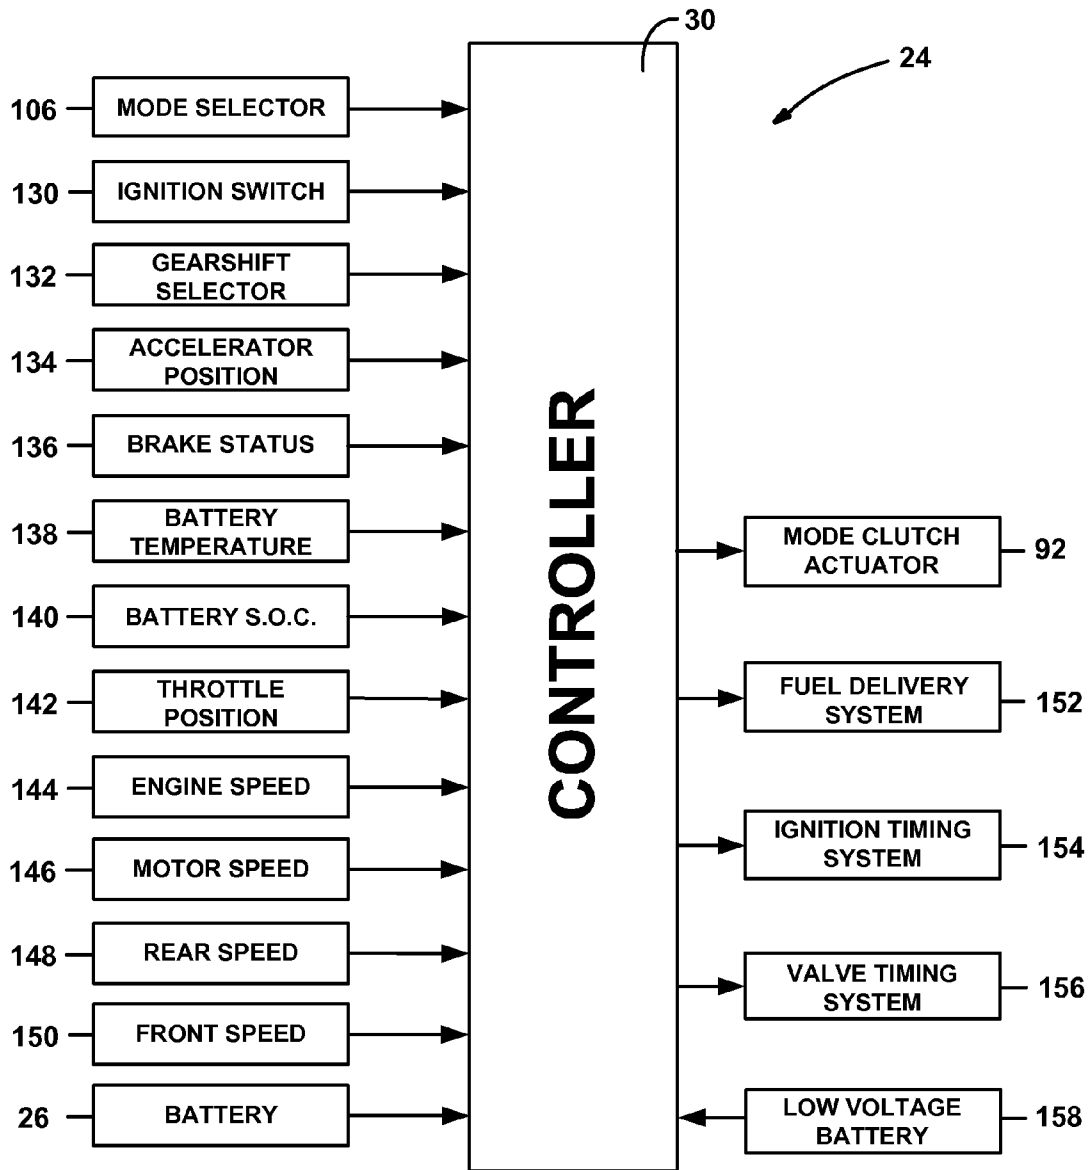 30
24
106 MODE SELECTOR
130 IGNITION SWITCH
132 GEARSHIFT
SELECTOR
134 ACCELERATOR
POSITION
136 BRAKE STATUS
138 BATTERY
TEMPERATURE
140 BATTERY S.O.C.
142 THROTTLE
POSITION
144 ENGINE SPEED
146 MOTOR SPEED
148 REAR SPEED
150 FRONT SPEED
26 BATTERY
CONTROLLER
MODE CLUTCH
ACTUATOR 92
FUEL DELIVERY
SYSTEM 152
IGNITION TIMING
SYSTEM 154
VALVE TIMING
SYSTEM 156
LOW VOLTAGE
BATTERY 158